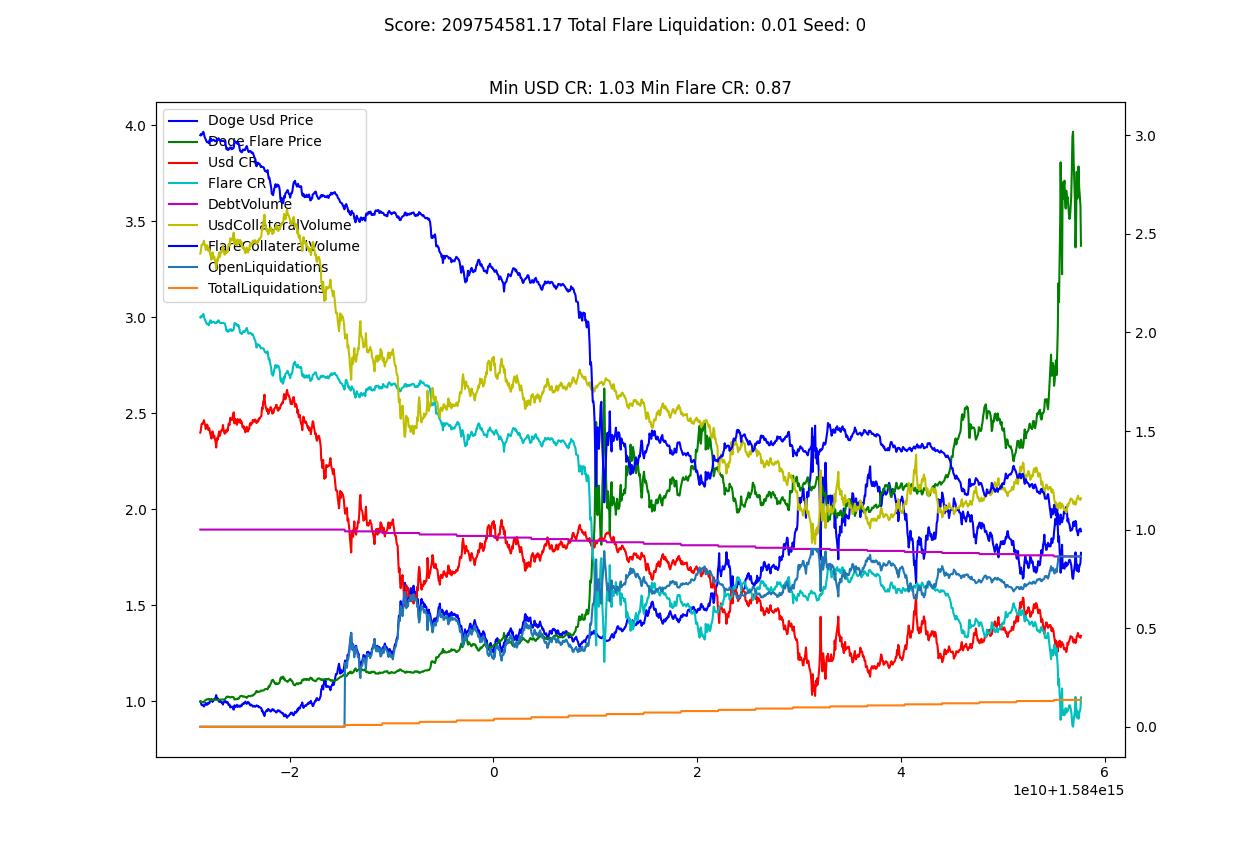 Score: 209754581.17 Total Flare Liquidation: 0.01 Seed: 0
Min USD CR: 1.03 Min Flare CR: 0.87
Doge Usd Price
Doge Flare Price
Usd CR
Flare CR
DebtVolume
UsdCollateralVolume
FlareCollateralVolume
OpenLiquidations
TotalLiquidations
4.0
3.5
3.0
2.5
2.0
1.5
1.0
3.0
2.5
2.0
1.5
1.0
0.5
0.0
−2
0
2
4
6
1e10+1.584e15